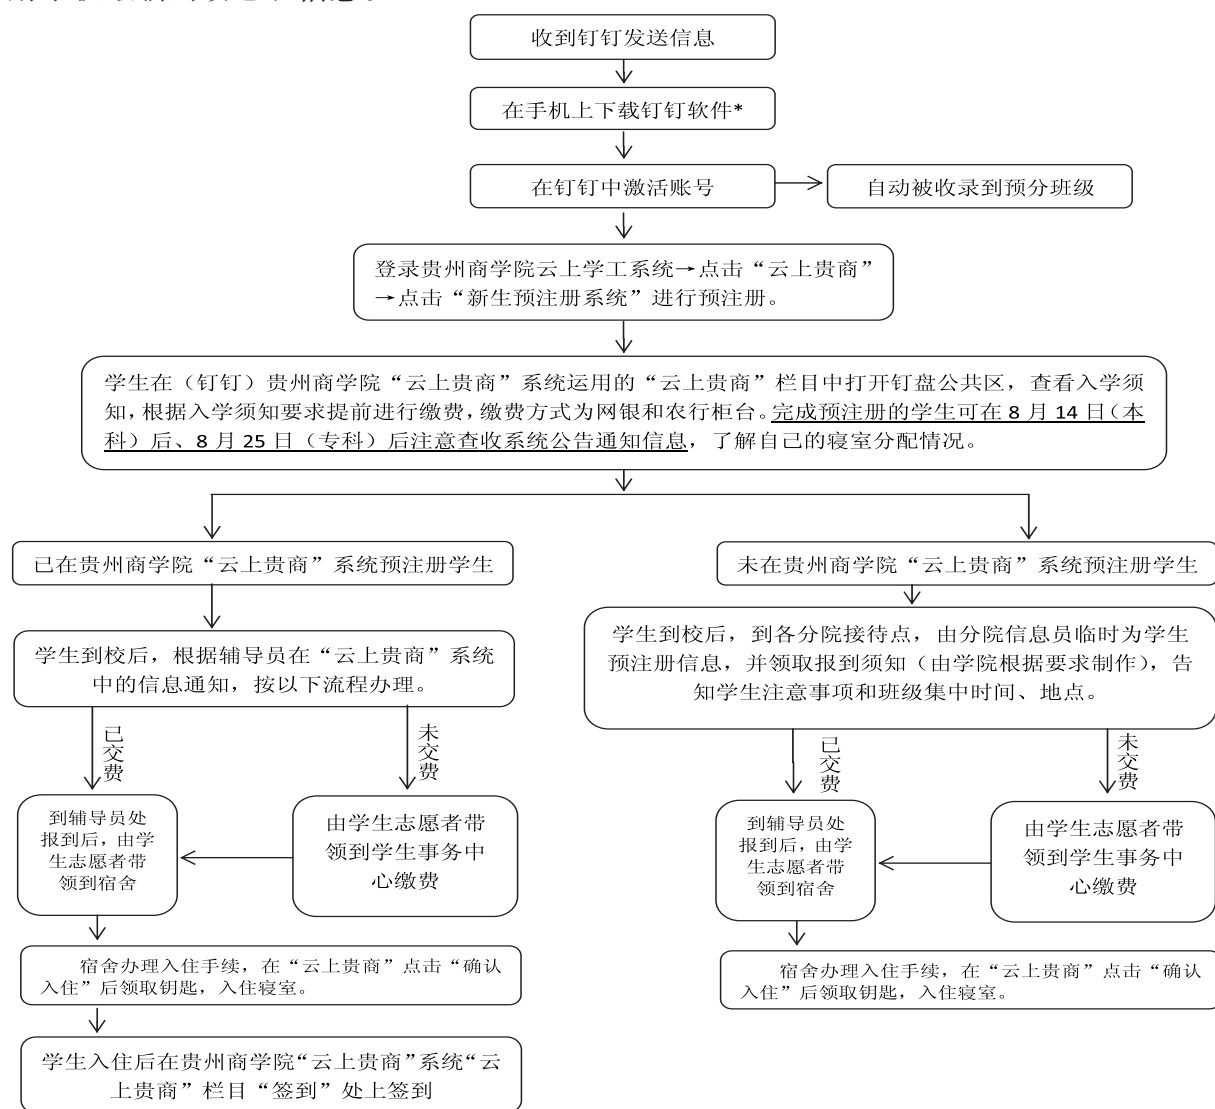 收到钉钉发送信息
在手机上下载钉钉软件*
在钉钉中激活账号
自动被收录到预分班级
登录贵州商学院云上学工系统→点击“云上贵商”
→点击“新生预注册系统”进行预注册。
学生在（钉钉）贵州商学院“云上贵商”系统运用的“云上贵商”栏目中打开钉盘公共区，查看入学须
知，根据入学须知要求提前进行缴费，缴费方式为网银和农行柜台。完成预注册的学生可在 8 月 14 日（本
科）后、8 月 25 日（专科）后注意查收系统公告通知信息，了解自己的寝室分配情况。
已在贵州商学院“云上贵商”系统预注册学生
学生到校后，根据辅导员在“云上贵商”系统
中的信息通知，按以下流程办理。
已交费
未交费
到辅导员处
报到后，由学
生志愿者带
领到宿舍
由学生志愿者带
领到学生事务中
心缴费
宿舍办理入住手续，在“云上贵商”点击“确认
入住”后领取钥匙，入住寝室。
学生入住后在贵州商学院“云上贵商”系统“云
上贵商”栏目“签到”处上签到
未在贵州商学院“云上贵商”系统预注册学生
学生到校后，到各分院接待点，由分院信息员临时为学生
预注册信息，并领取报到须知（由学院根据要求制作），告
知学生注意事项和班级集中时间、地点。
已交费
未交费
到辅导员处
报到后，由学
生志愿者带
领到宿舍
由学生志愿者带
领到学生事务中
心缴费
宿舍办理入住手续，在“云上贵商”点击“确认
入住”后领取钥匙，入住寝室。